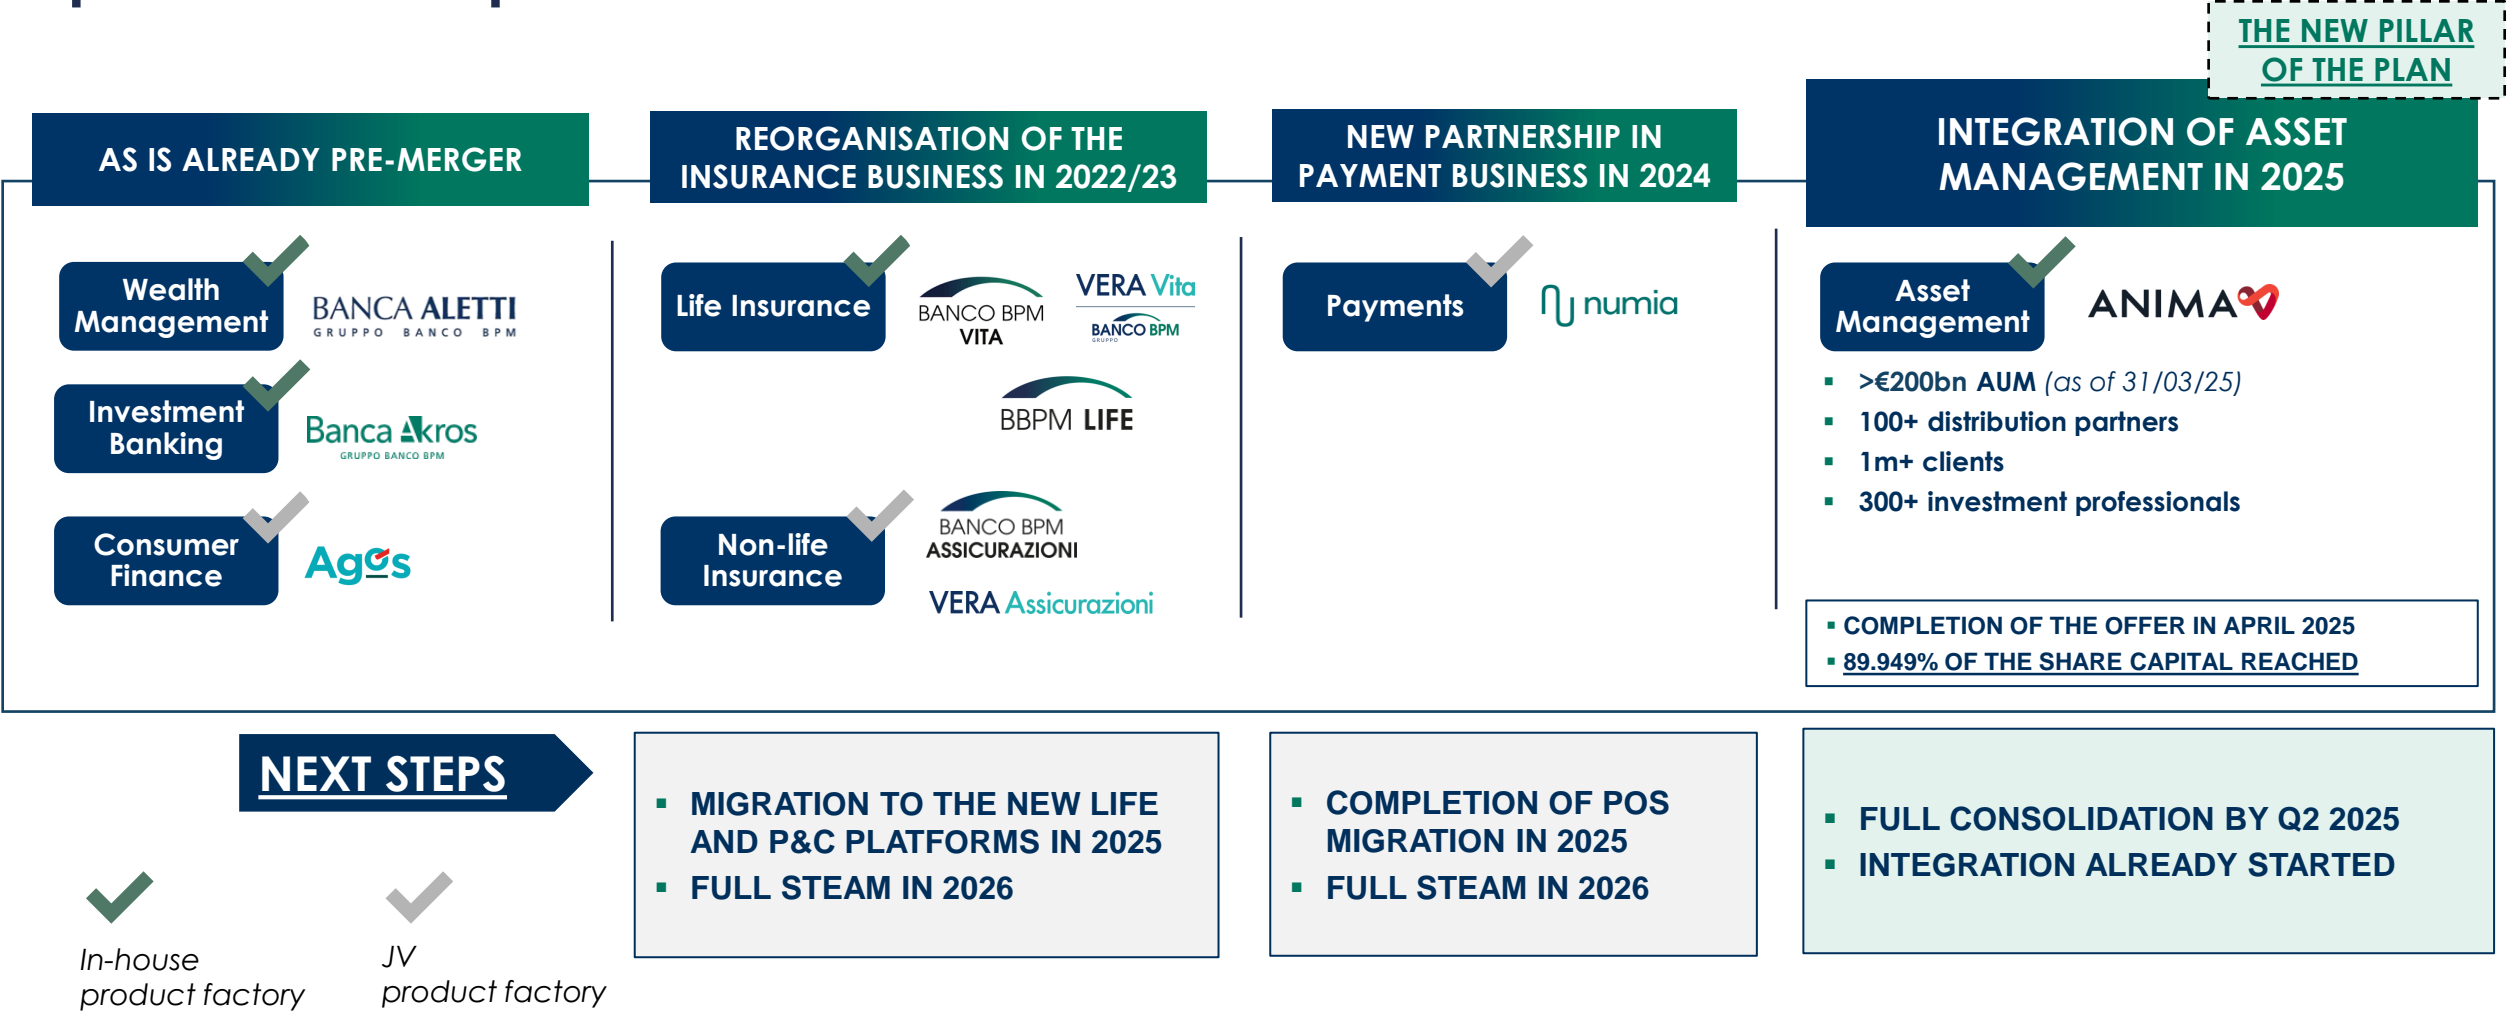 THE NEW PILLAR
OF THE PLAN
AS IS ALREADY PRE-MERGER
Wealth
Management
BANCA ALETTI
GRUPPO BANCO BPM
Investment
Banking
Banca Akros
GRUPPO BANCO BPM
Consumer
Finance
Agos
REORGANISATION OF THE
INSURANCE BUSINESS IN 2022/23
Life Insurance
BANCO BPM
VITA
VERA Vita
BANCO BPM
GRUPPO
BBPM LIFE
Non-life
Insurance
BANCO BPM
ASSICURAZIONI
VERA Assicurazioni
NEW PARTNERSHIP IN
PAYMENT BUSINESS IN 2024
Payments
numia
INTEGRATION OF ASSET
MANAGEMENT IN 2025
Asset
Management
ANIMA
▪ >€200bn AUM (as of 31/03/25)
▪ 100+ distribution partners
▪ 1m+ clients
▪ 300+ investment professionals
▪ COMPLETION OF THE OFFER IN APRIL 2025
▪ 89.949% OF THE SHARE CAPITAL REACHED
NEXT STEPS
▪ MIGRATION TO THE NEW LIFE
AND P&C PLATFORMS IN 2025
▪ FULL STEAM IN 2026
▪ COMPLETION OF POS
MIGRATION IN 2025
▪ FULL STEAM IN 2026
▪ FULL CONSOLIDATION BY Q2 2025
▪ INTEGRATION ALREADY STARTED
In-house
product factory
JV
product factory